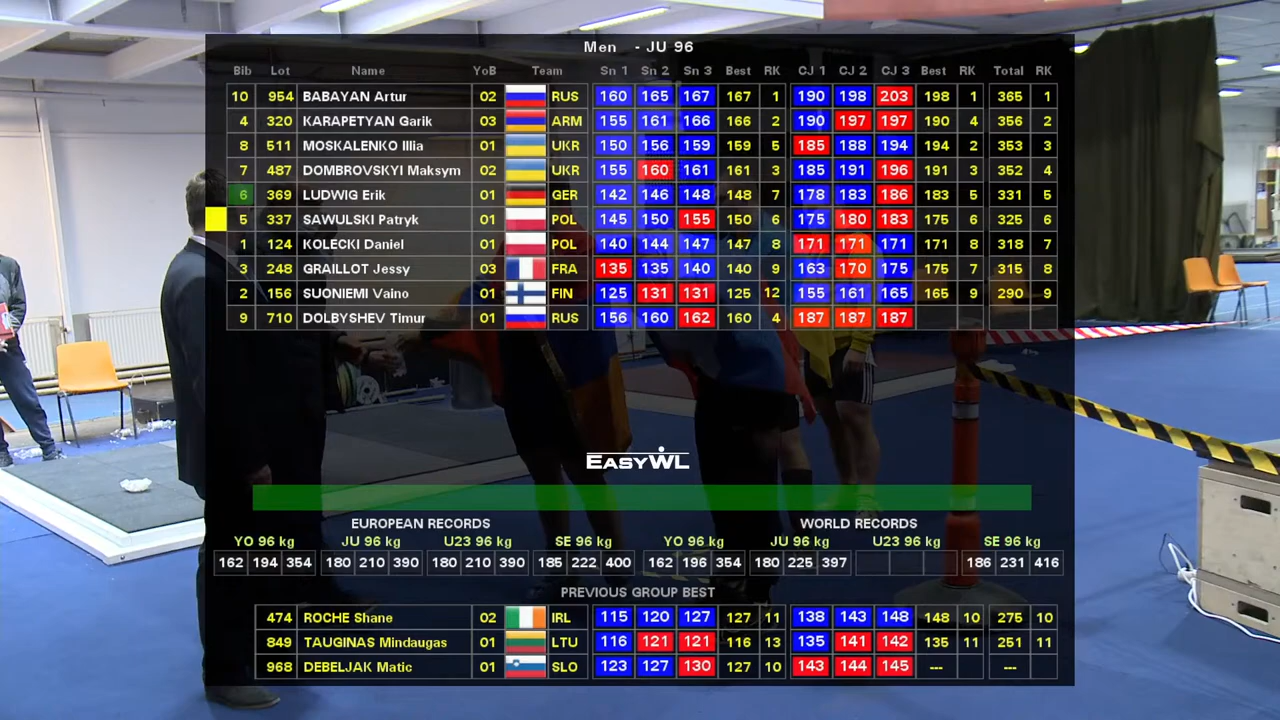 Men - JU 96
Bib Lot Name YoB Team Sn 1 Sn 2 Sn 3 Best RK CJ 1 CJ 2 CJ 3 Best RK Total RK
10 954 BABAYAN Artur 02 RUS 160 165 167 167 1 190 198 203 198 1 365 1
4 320 KARAPETYAN Garik 03 ARM 155 161 166 166 2 190 197 197 190 4 356 2
8 511 MOSKALENKO Illia 01 UKR 150 156 159 159 5 185 188 194 194 2 353 3
7 487 DOMBROVSKYI Maksym 02 UKR 155 160 161 161 3 185 191 196 191 3 352 4
6 369 LUDWIG Erik 01 GER 142 146 148 148 7 178 183 186 183 5 331 5
5 337 SAWULSKI Patryk 01 POL 145 150 155 150 6 175 180 183 175 6 325 6
1 124 KOLECKI Daniel 01 POL 140 144 147 147 8 171 171 171 171 8 318 7
3 248 GRAILLOT Jessy 03 FRA 135 135 140 140 9 163 170 175 175 7 315 8
2 156 SUONIEMI Vaino 01 FIN 125 131 131 125 12 155 161 165 165 9 290 9
9 710 DOLBYSHEV Timur 01 RUS 156 160 162 160 4 187 187 187
EASYWL
EUROPEAN RECORDS WORLD RECORDS
YO 96 kg JU 96 kg U23 96 kg SE 96 kg YO 96 kg JU 96 kg U23 96 kg SE 96 kg
162 194 354 180 210 390 180 210 390 185 222 400 162 196 354 180 225 397 186 231 416
PREVIOUS GROUP BEST
474 ROCHE Shane 02 IRL 115 120 127 127 11 138 143 148 148 10 275 10
849 TAUGINAS Mindaugas 01 LTU 116 121 121 116 13 135 141 142 135 11 251 11
968 DEBELJAK Matic 01 SLO 123 127 130 127 10 143 144 145 --- ---